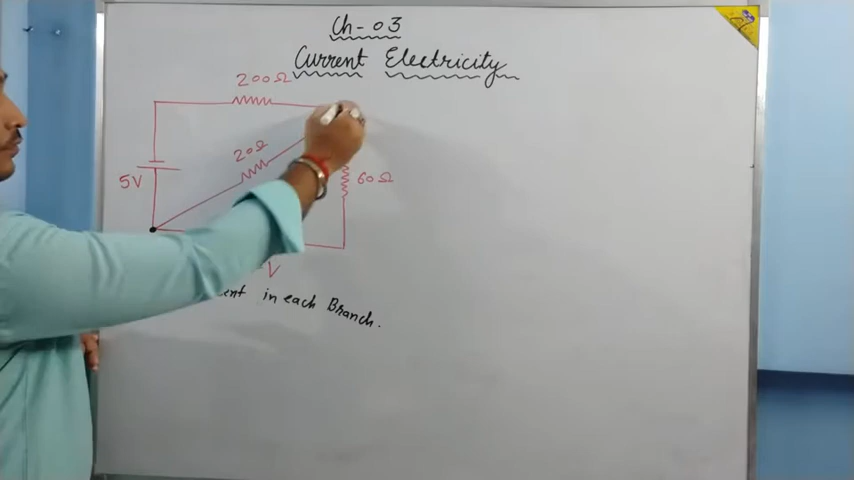 Ch-03
Current Electricity
200Ω
20Ω
5V
60Ω
V
in each Branch.